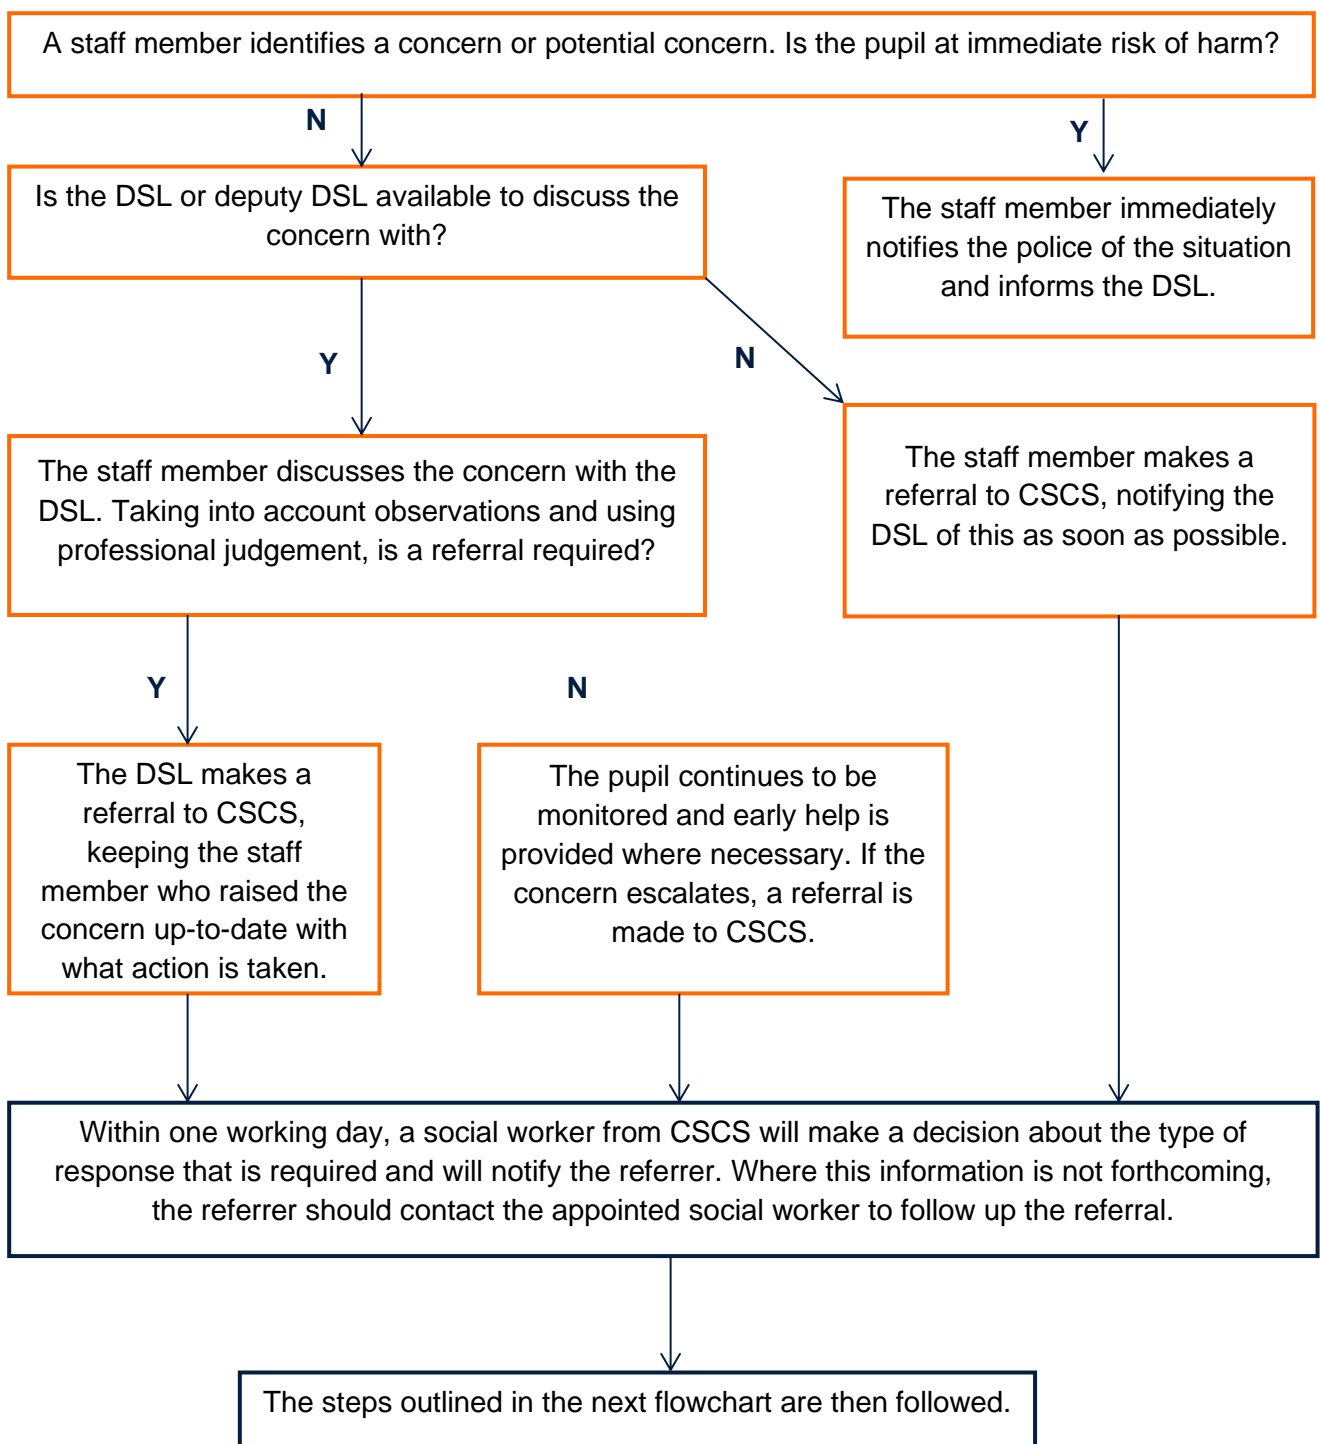 A staff member identifies a concern or potential concern. Is the pupil at immediate risk of harm?
N
Y
Is the DSL or deputy DSL available to discuss the
concern with?
The staff member immediately
notifies the police of the situation
and informs the DSL.
Y
N
The staff member discusses the concern with the
DSL. Taking into account observations and using
professional judgement, is a referral required?
The staff member makes a
referral to CSCS, notifying the
DSL of this as soon as possible.
Y
N
The DSL makes a
referral to CSCS,
keeping the staff
member who raised the
concern up-to-date with
what action is taken.
The pupil continues to be
monitored and early help is
provided where necessary. If the
concern escalates, a referral is
made to CSCS.
Within one working day, a social worker from CSCS will make a decision about the type of
response that is required and will notify the referrer. Where this information is not forthcoming,
the referrer should contact the appointed social worker to follow up the referral.
The steps outlined in the next flowchart are then followed.